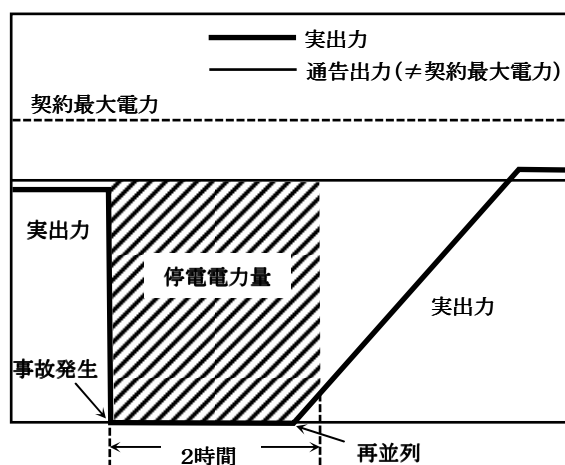 実出力
通告出力(≠契約最大電力)
契約最大電力
実出力
停電電力量
実出力
事故発生
2時間
再並列